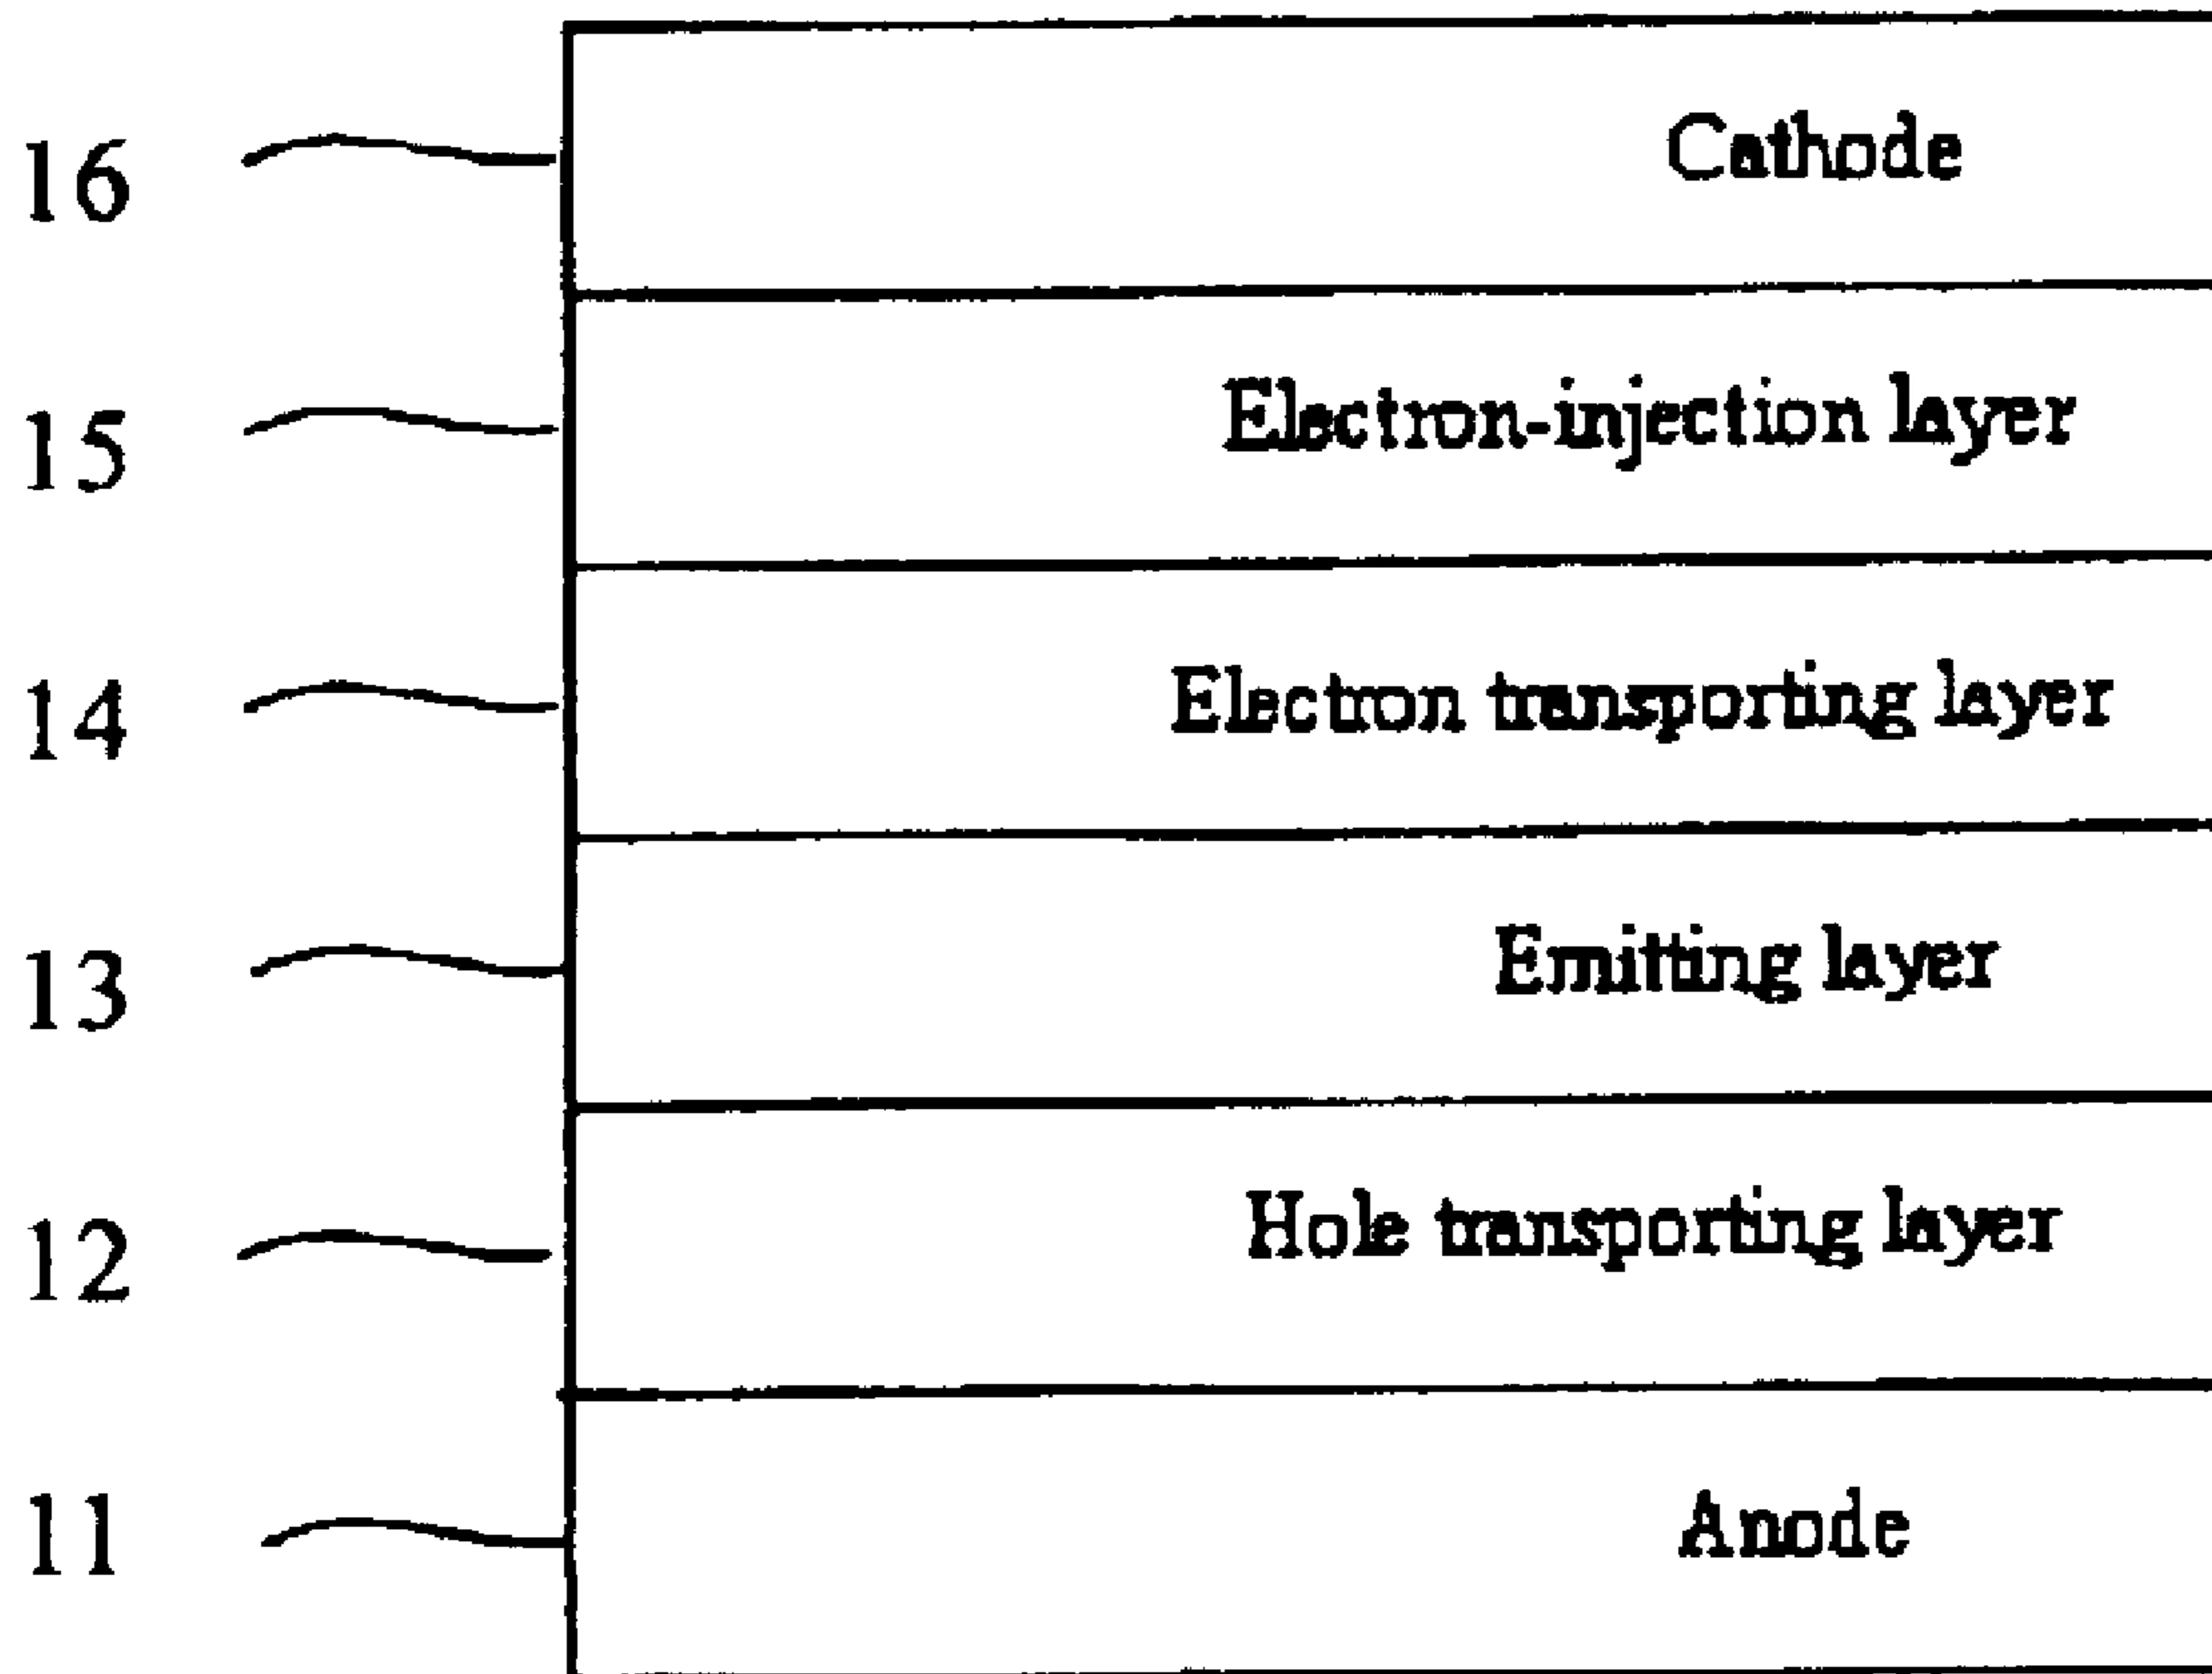 16 Cathode
15 Electron-injection layer
14 Electron transporting layer
13 Emitting layer
12 Hole transporting layer
11 Anode